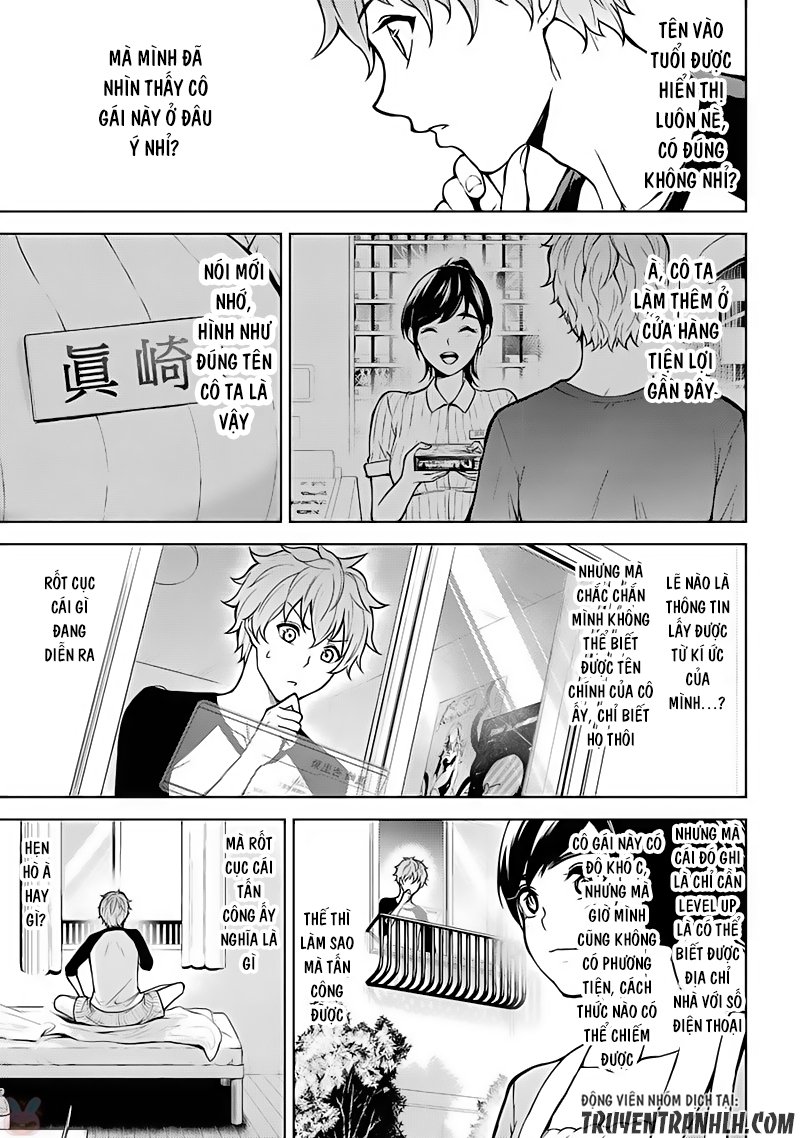 TÊN VÀO
TUỔI ĐƯỢC
HIỂN THỊ
LUÔN NÈ,
CÓ ĐÚNG
KHÔNG NHỈ?
MÀ MÌNH ĐÃ
NHÌN THẤY CÔ
GÁI NÀY Ở ĐÂU
Ý NHỈ?
À, CÔ TA
LÀM THÊM Ở
CỬA HÀNG
TIỆN LỢI
GẦN ĐÂY
NÓI MỚI
NHỚ,
HÌNH NHƯ
ĐÚNG TÊN
CÔ TA LÀ
VẬY
眞崎
LẼ NÀO LÀ
THÔNG TIN
LẤY ĐƯỢC
TỪ KÍ ỨC
CỦA
MÌNH...?
NHƯNG MÀ
CHẮC CHẮN
MÌNH KHÔNG
THỂ BIẾT
ĐƯỢC TÊN
CHÍNH CỦA CÔ
ẤY, CHỈ BIẾT
HỌ THÔI
RỐT CỤC
CÁI GÌ
ĐANG
DIỄN RA
NHƯNG MÀ
CÁI ĐÓ GHI
LÀ CHỈ CẦN
LEVEL UP
LÀ CÓ THỂ
BIẾT ĐƯỢC
ĐỊA CHỈ
NHÀ VỚI SỐ
ĐIỆN THOẠI
CÔ GÁI NÀY CÓ
ĐỘ KHÓ C,
NHƯNG MÀ
GIỜ MÌNH
CŨNG KHÔNG
CÓ PHƯƠNG
TIỆN, CÁCH
THỨC NÀO CÓ
THỂ CHIẾM
ĐƯỢC
THẾ THÌ
LÀM SAO
MÀ TẤN
CÔNG
ĐƯỢC
MÀ RỐT
CỤC CÁI
TẤN
CÔNG ẤY
NGHĨA LÀ
GÌ
HẸN
HÒ À
HAY
GÌ?
ĐỘNG VIÊN NHÓM DỊCH TẠI:
TRUYENTRANHLH.COM